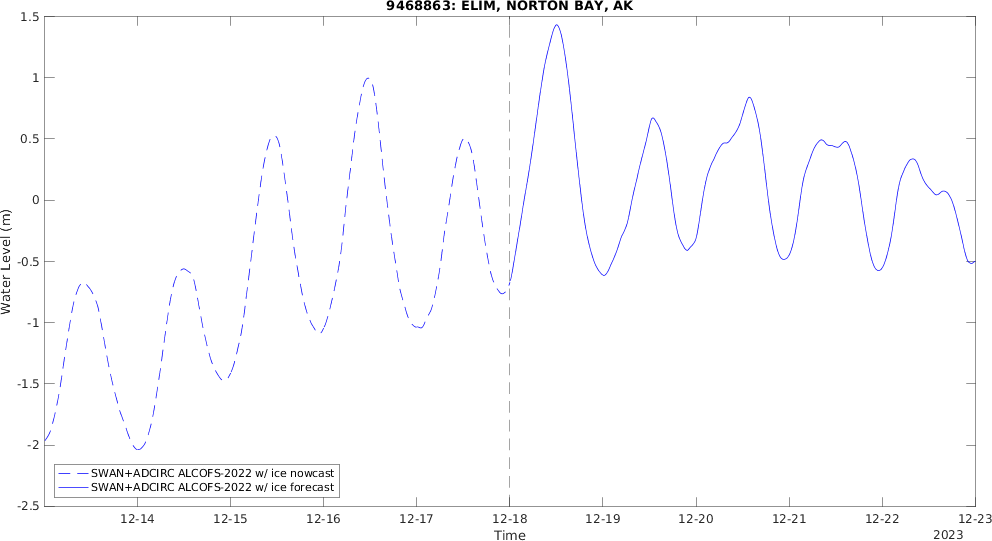 9468863: ELIM, NORTON BAY, AK
1.5
1
0.5
0
-0.5
-1
-1.5
-2
-2.5
Water Level (m)
SWAN+ADCIRC ALCOFS-2022 w/ ice nowcast
SWAN+ADCIRC ALCOFS-2022 w/ ice forecast
12-14 12-15 12-16 12-17 12-18 12-19 12-20 12-21 12-22 12-23
Time
2023